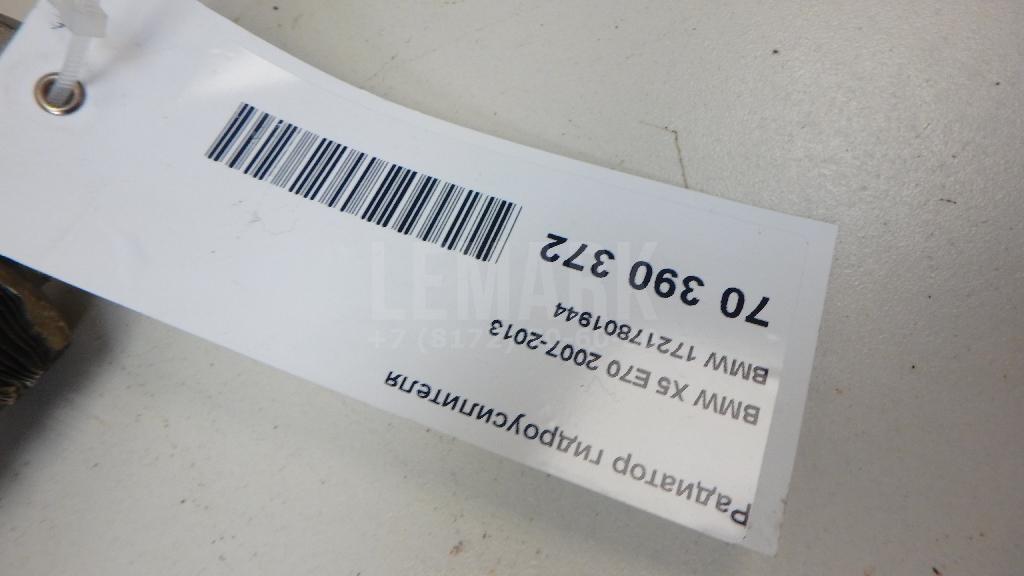 Радиатор гидроусилителя
BMW X5 E70 2007-2013
BMW 17217801944
70 390 372
LEMARK